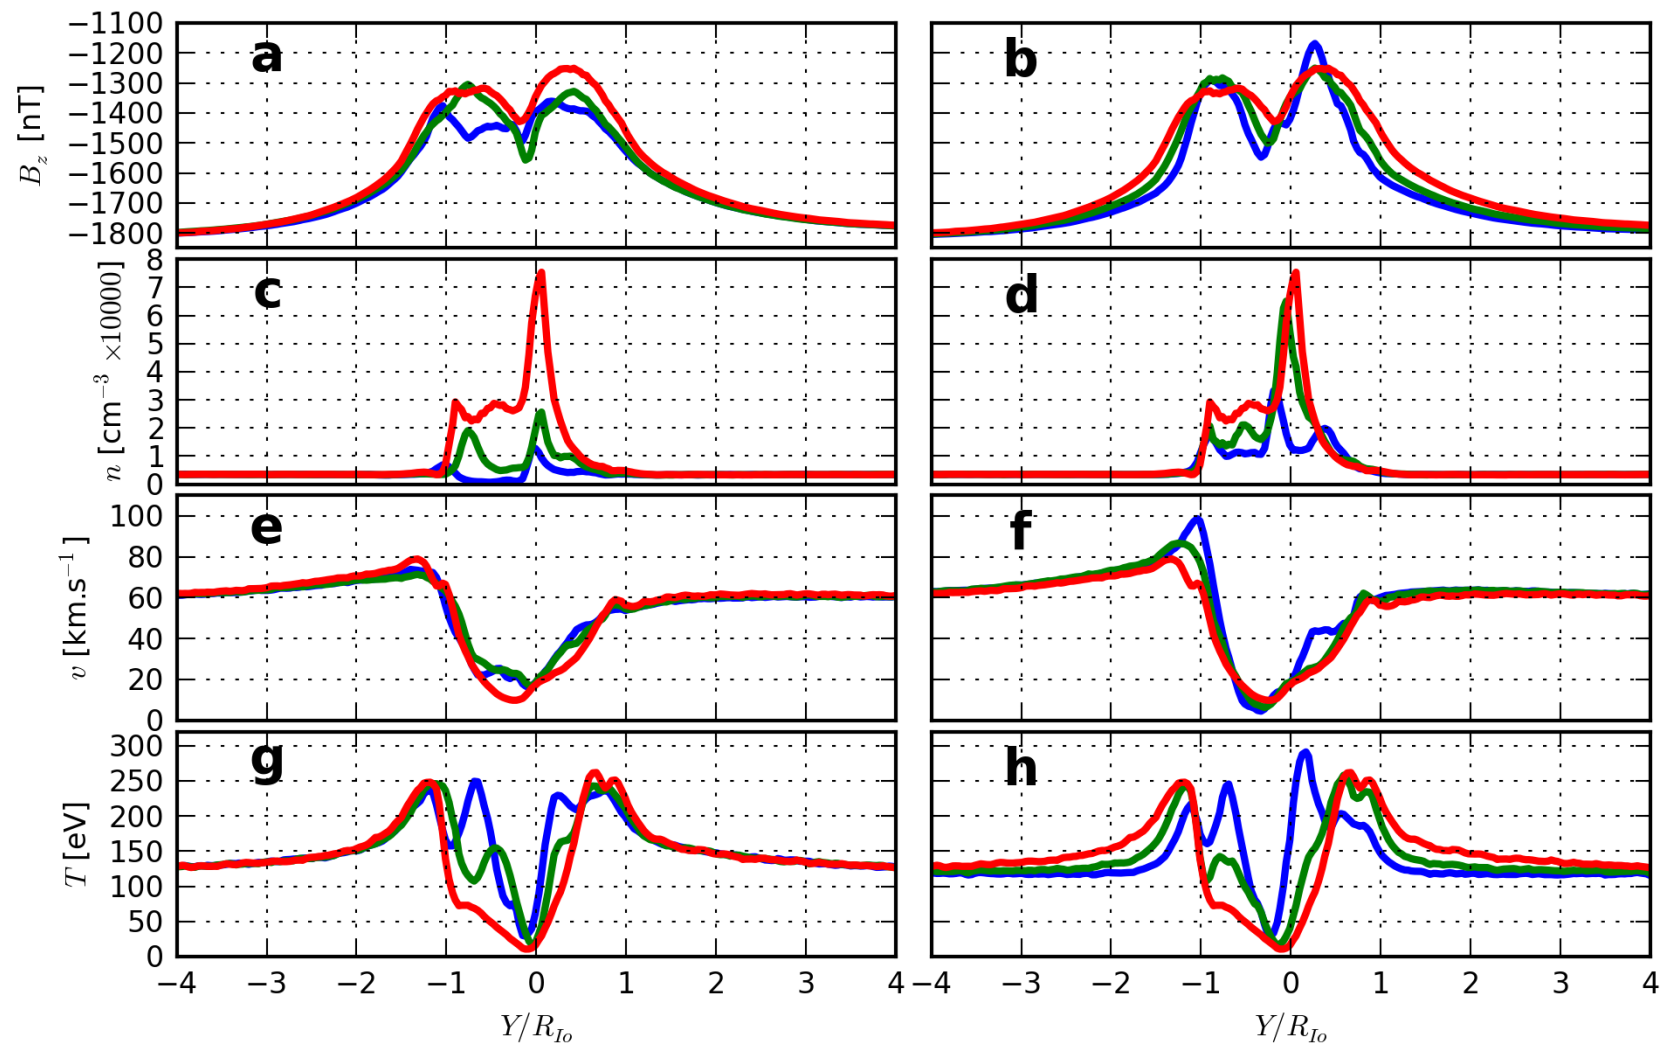 −1100
−1200
−1300
−1400
−1500
−1600
−1700
−1800
B_z [nT]
a
b
8
7
6
5
4
3
2
1
0
n [cm⁻³ ×10000]
c
d
100
80
60
40
20
0
v [km.s⁻¹]
e
f
300
250
200
150
100
50
0
T [eV]
g
h
−4 −3 −2 −1 0 1 2 3 4 −4 −3 −2 −1 0 1 2 3 4
Y/R_Io Y/R_Io